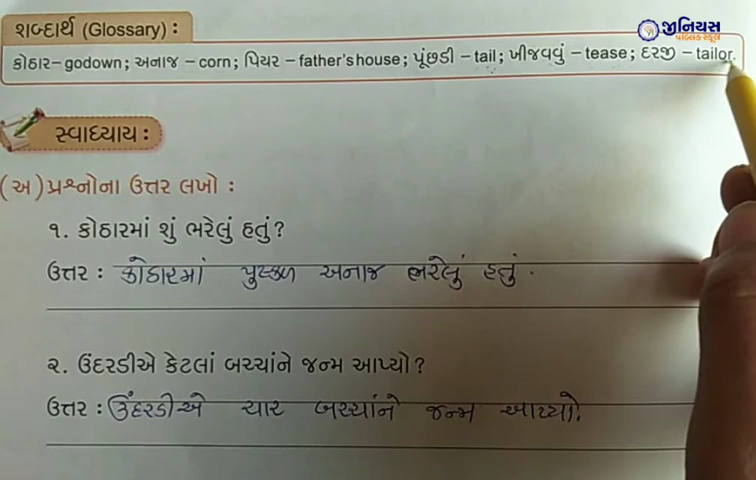 શબ્દાર્થ (Glossary) :
જીનિયસ
પબ્લિક સ્કૂલ
કોઠાર – godown ; અનાજ – corn ; પિયર – father's house ; પૂંછડી – tail ; ખીજવવું – tease ; દરજી – tailor.
સ્વાધ્યાય :
(અ) પ્રશ્નોના ઉત્તર લખો :
૧. કોઠારમાં શું ભરેલું હતું?
ઉત્તર : કોઠારમાં પુષ્કળ અનાજ ભરેલું હતું .
૨. ઉંદરડીએ કેટલાં બચ્ચાંને જન્મ આપ્યો?
ઉત્તર : ઉંદરડીએ ચાર બચ્ચાંને જન્મ આપ્યો.